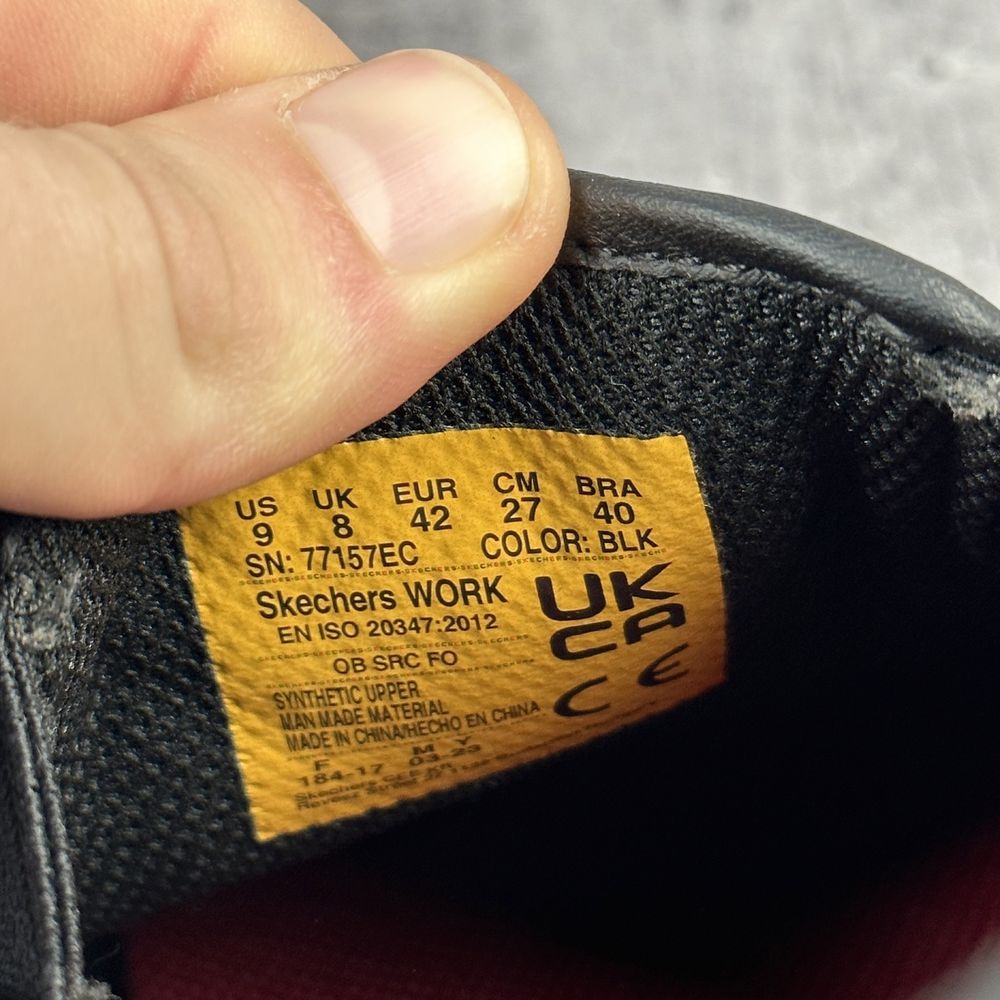 US UK EUR CM BRA
9 8 42 27 40
SN: 77157EC COLOR: BLK
Skechers WORK
EN ISO 20347:2012
OB SRC FO
UK
CA
CE
SYNTHETIC UPPER
MAN MADE MATERIAL
MADE IN CHINA/HECHO EN CHINA
F M Y
184-17 03-23
Skechers